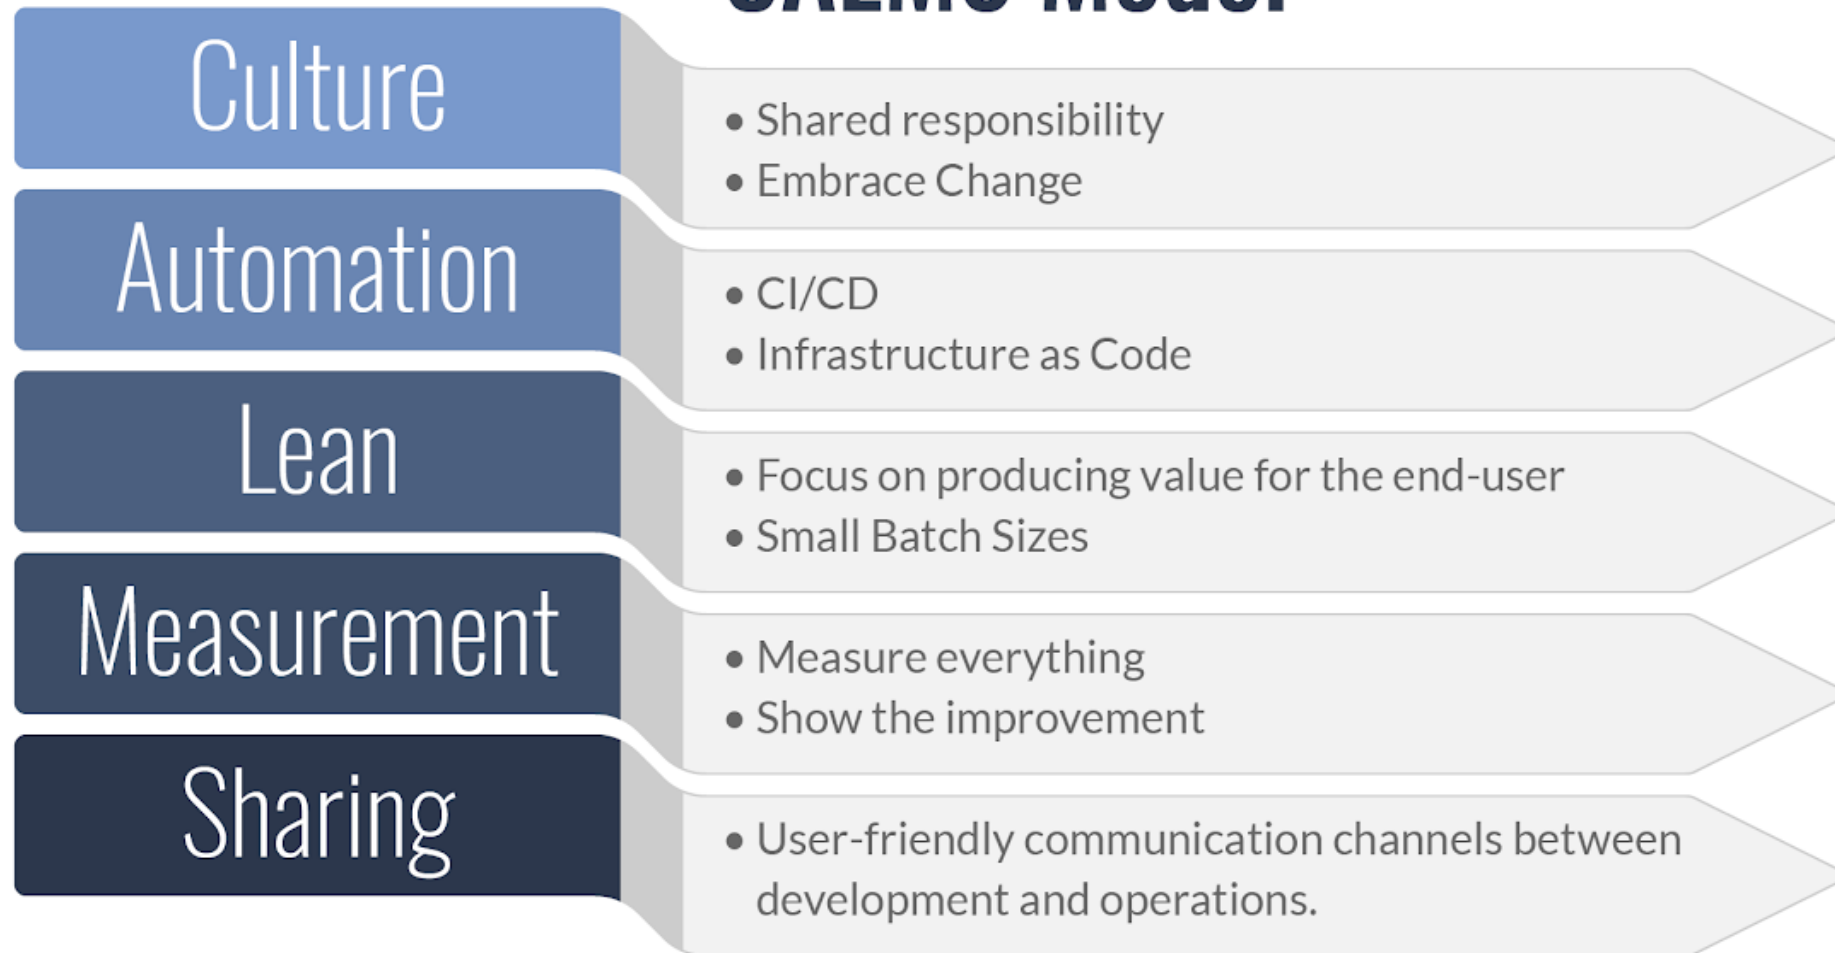 CALMS Model
Culture
• Shared responsibility
• Embrace Change
Automation
• CI/CD
• Infrastructure as Code
Lean
• Focus on producing value for the end-user
• Small Batch Sizes
Measurement
• Measure everything
• Show the improvement
Sharing
• User-friendly communication channels between
development and operations.